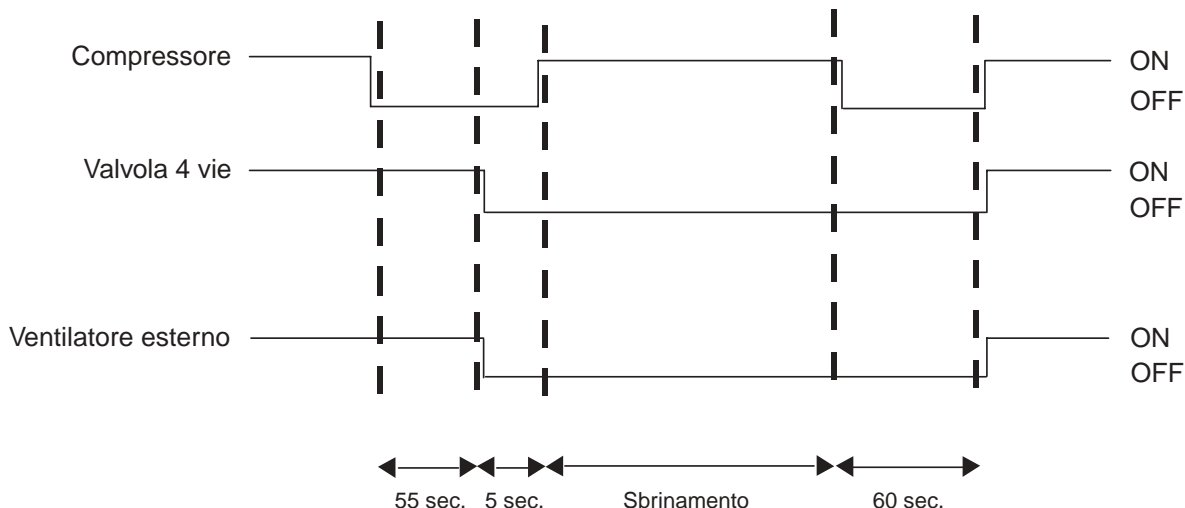 Compressore
ON
OFF
Valvola 4 vie
ON
OFF
Ventilatore esterno
ON
OFF
55 sec. 5 sec. Sbrinamento 60 sec.